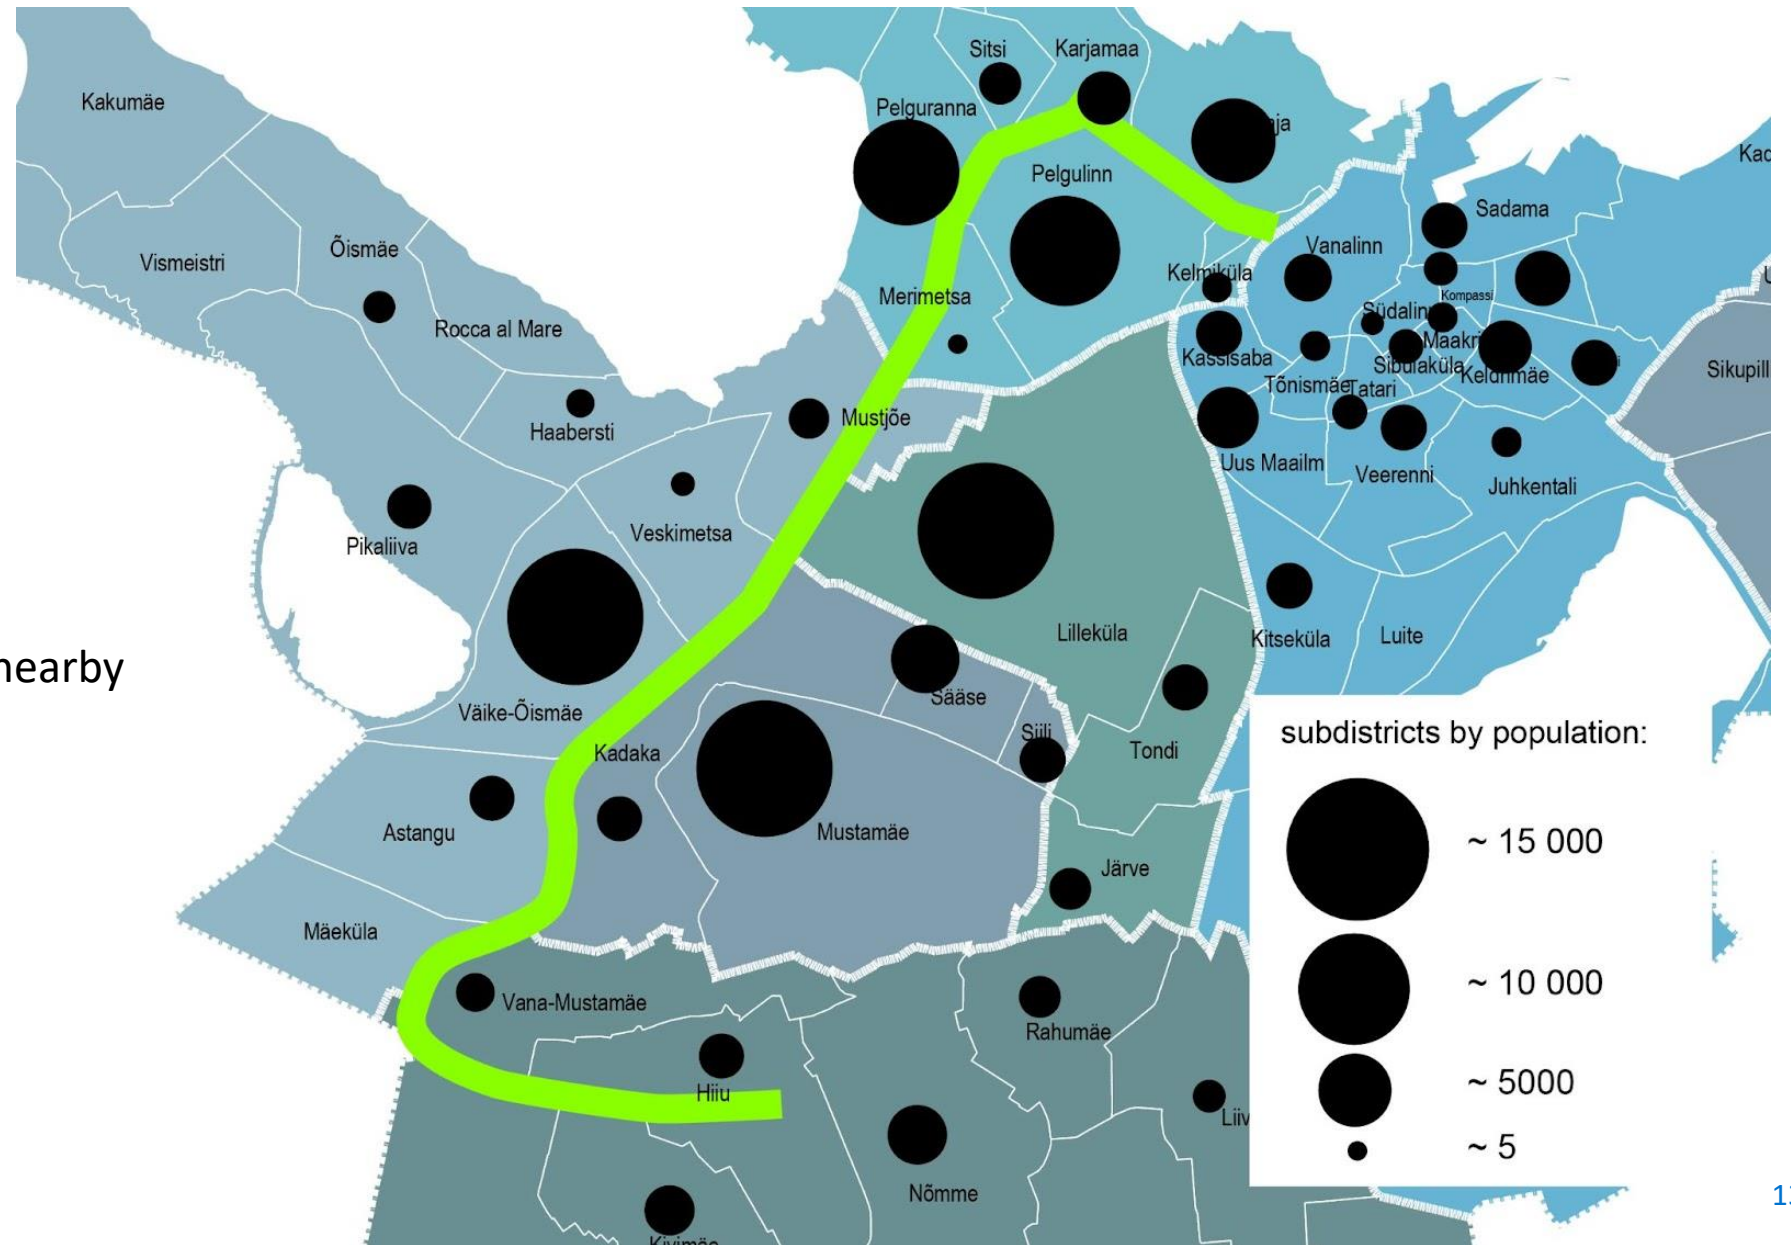 Sitsi
Karjamaa
Kakumäe
Pelguranna
Pelgulinn
Sadama
Õismäe
Vanalinn
Vismeistri
Kelmiküla
Merimetsa
Kompassi
Rocca al Mare
Kassisaba
Maakri
Sibulaküla
Keldrimäe
Sikupill
Tõnismäe
Tatari
Mustjõe
Haabersti
Uus Maailm
Veerenni
Juhkentali
Veskimetsa
Pikaliiva
Lilleküla
Kitseküla
Luite
nearby
Sääse
Väike-Õismäe
Siili
Kadaka
Tondi
subdistricts by population:
Astangu
Mustamäe
~ 15 000
Järve
Mäeküla
~ 10 000
Vana-Mustamäe
Rahumäe
~ 5000
Hiiu
Liiv
~ 5
Nõmme
Kivimäe